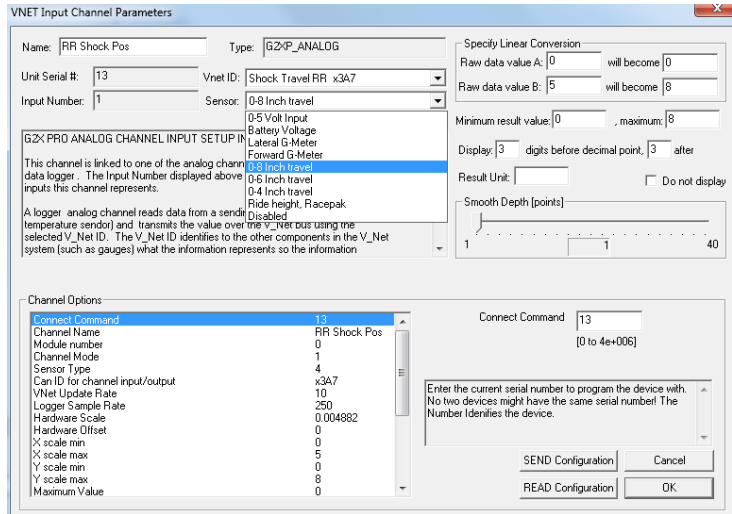 VNET Input Channel Parameters
Name: RR Shock Pos Type: G2XP_ANALOG
Unit Serial #: 13 Vnet ID: Shock Travel RR x3A7
Input Number: 1 Sensor: 0-8 Inch travel
0-5 Volt Input
Battery Voltage
Lateral G-Meter
Forward G-Meter
0-8 Inch travel
0-6 Inch travel
0-4 Inch travel
Ride height, Racepak
Disabled
G2X PRO ANALOG CHANNEL INPUT SETUP IN
This channel is linked to one of the analog chann
data logger . The Input Number displayed above
inputs this channel represents.
A logger analog channel reads data from a sendin
temperature sendor) and transmits the value over the V_Net bus using the
selected V_Net ID. The V_Net ID identifies to the other components in the V_Net
system (such as gauges) what the information represents so the information
Specify Linear Conversion
Raw data value A: 0 will become 0
Raw data value B: 5 will become 8
Minimum result value: 0 , maximum: 8
Display: 3 digits before decimal point, 3 after
Result Unit: Do not display
Smooth Depth [points]
1 1 40
Channel Options
Connect Command 13
Channel Name RR Shock Pos
Module number 0
Channel Mode 1
Sensor Type 4
Can ID for channel input/output x3A7
VNet Update Rate 10
Logger Sample Rate 250
Hardware Scale 0.004882
Hardware Offset 0
X scale min 0
X scale max 5
Y scale min 0
Y scale max 8
Maximum Value 0
Connect Command 13
[0 to 4e+006]
Enter the current serial number to program the device with.
No two devices might have the same serial number! The
Number Idenifies the device.
SEND Configuration Cancel
READ Configuration OK